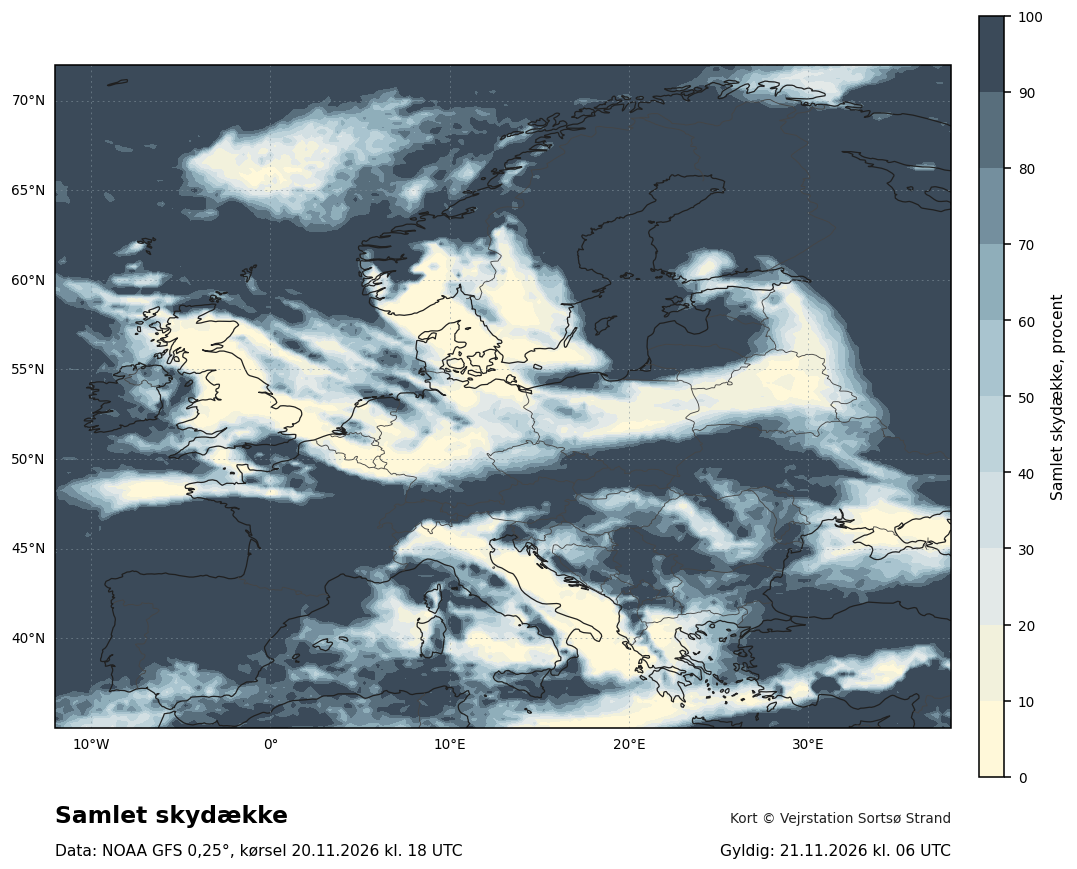 70°N
65°N
60°N
55°N
50°N
45°N
40°N
10°W
0°
10°E
20°E
30°E
100
90
80
70
60
50
40
30
20
10
0
Samlet skydække, procent
Samlet skydække
Kort © Vejrstation Sortsø Strand
Data: NOAA GFS 0,25°, kørsel 20.11.2026 kl. 18 UTC
Gyldig: 21.11.2026 kl. 06 UTC